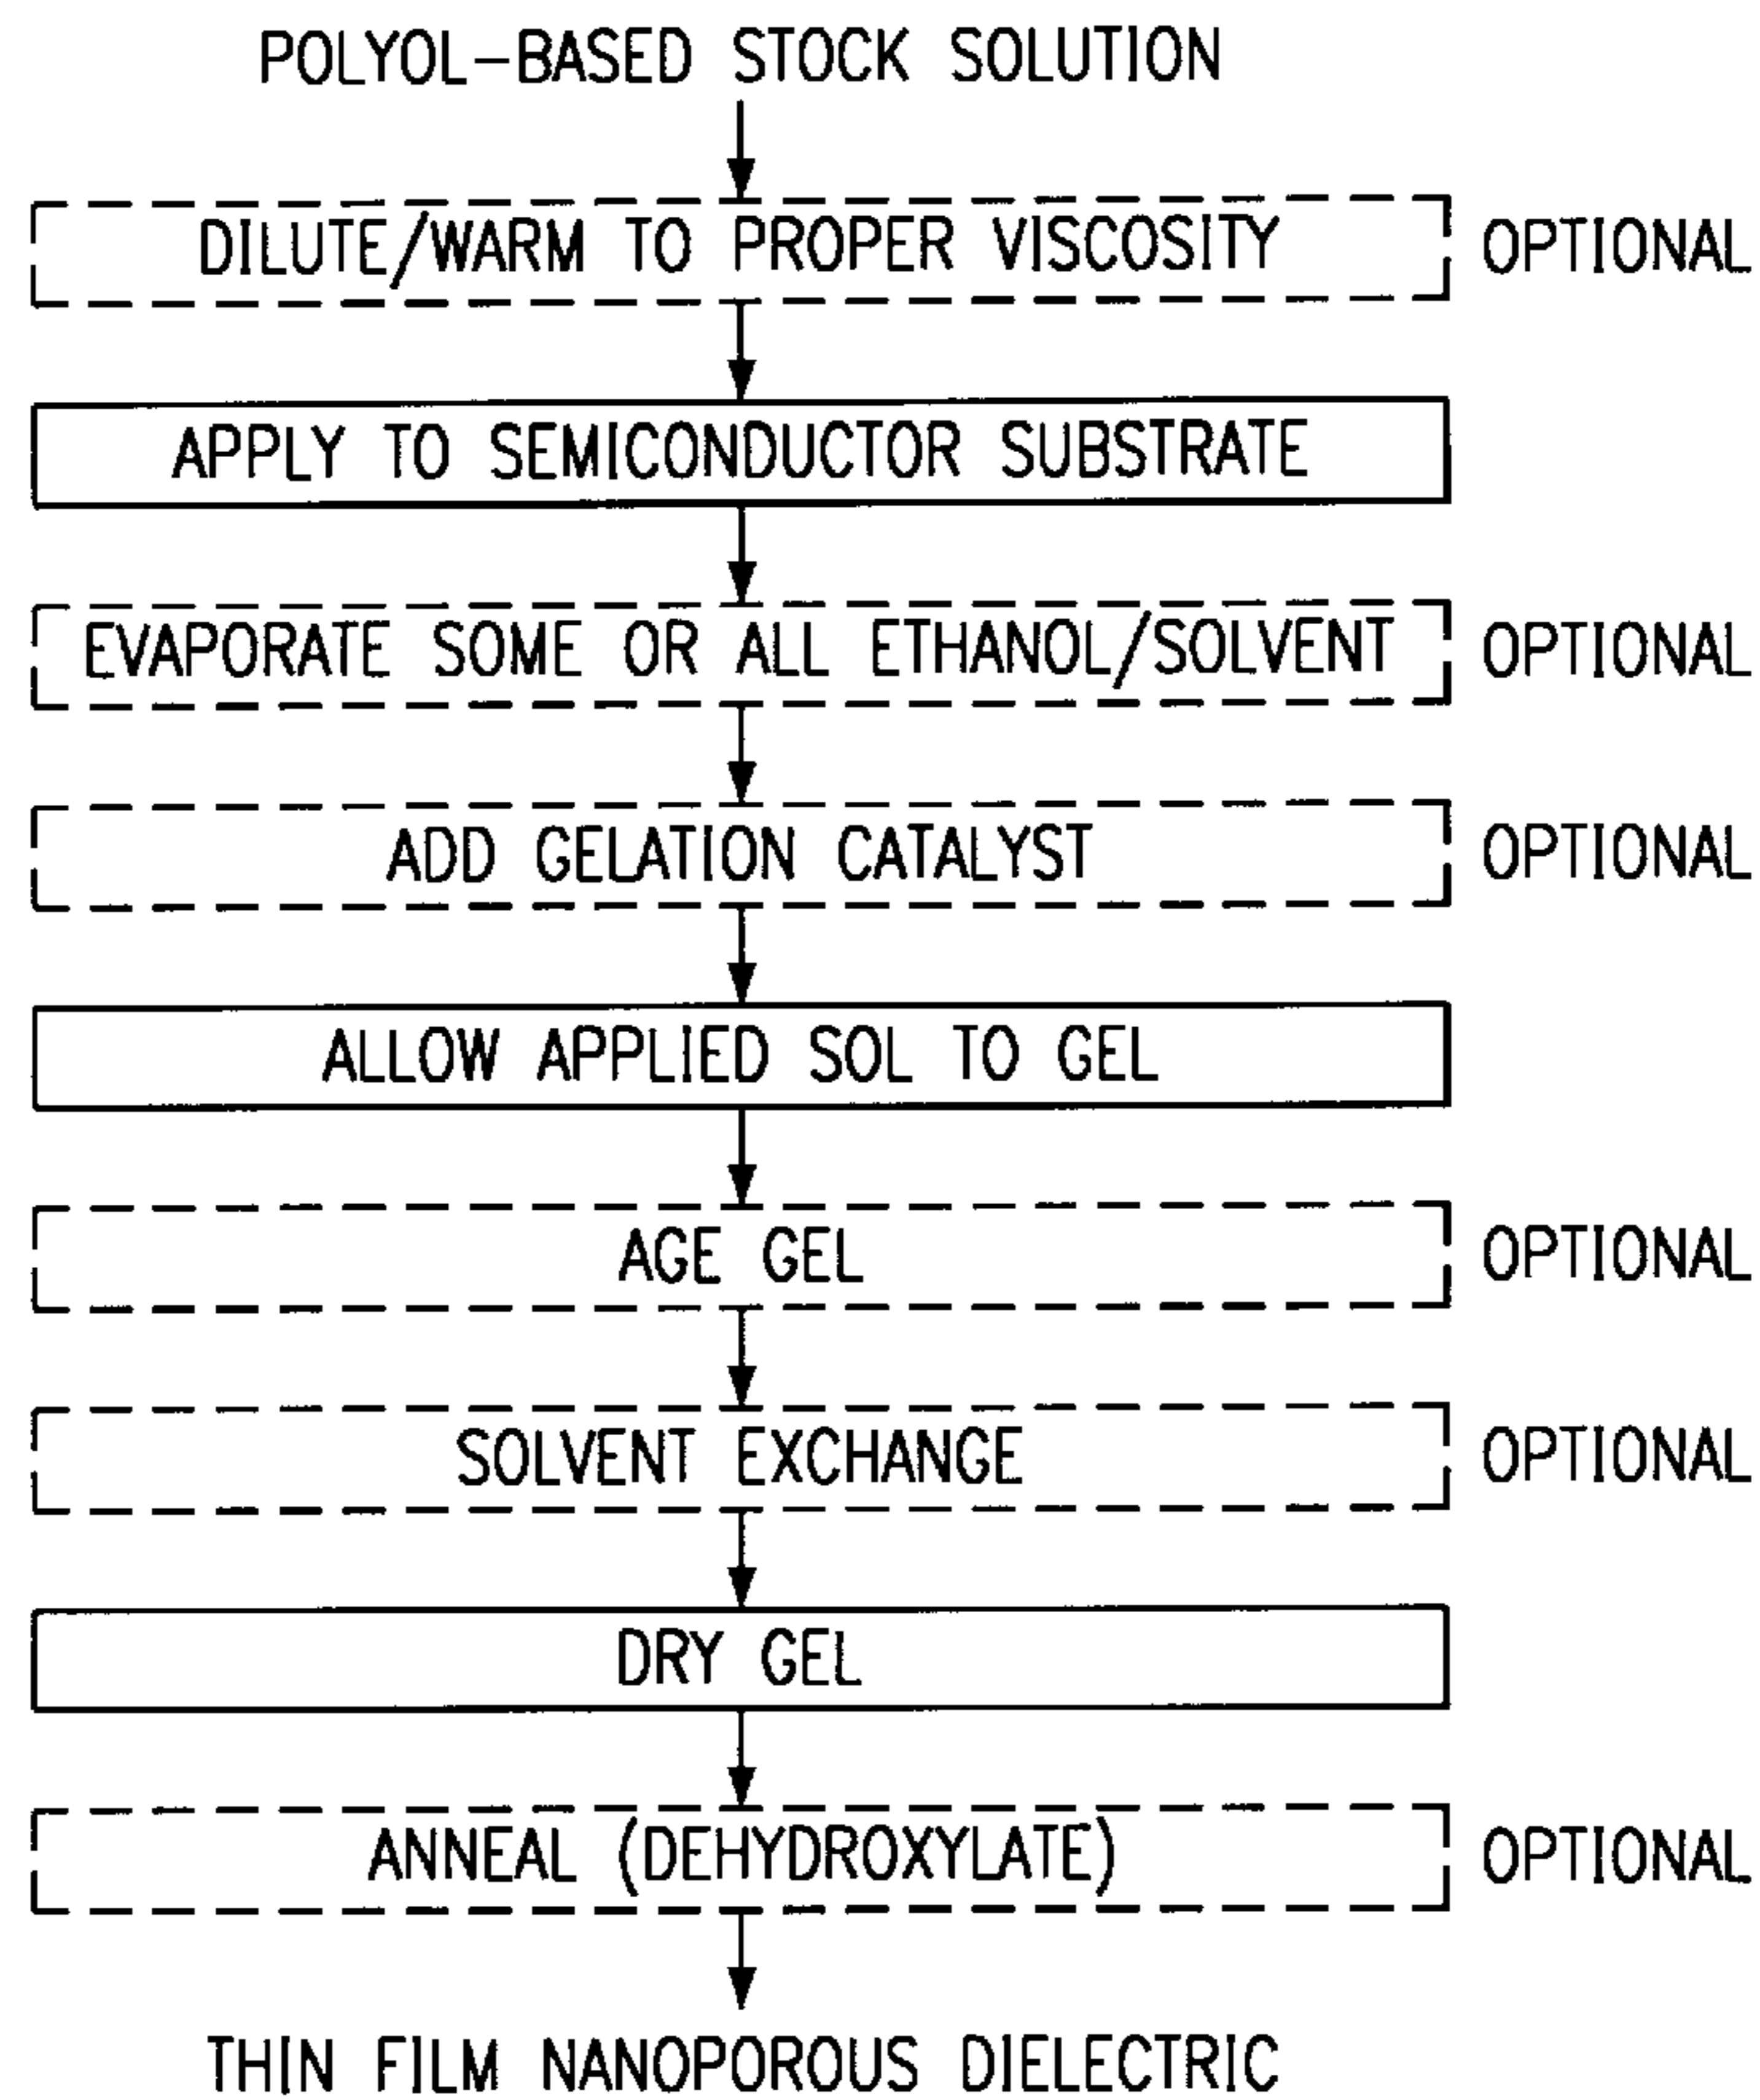 POLYOL-BASED STOCK SOLUTION
DILUTE/WARM TO PROPER VISCOSITY OPTIONAL
APPLY TO SEMICONDUCTOR SUBSTRATE
EVAPORATE SOME OR ALL ETHANOL/SOLVENT OPTIONAL
ADD GELATION CATALYST OPTIONAL
ALLOW APPLIED SOL TO GEL
AGE GEL OPTIONAL
SOLVENT EXCHANGE OPTIONAL
DRY GEL
ANNEAL (DEHYDROXYLATE) OPTIONAL
THIN FILM NANOPOROUS DIELECTRIC